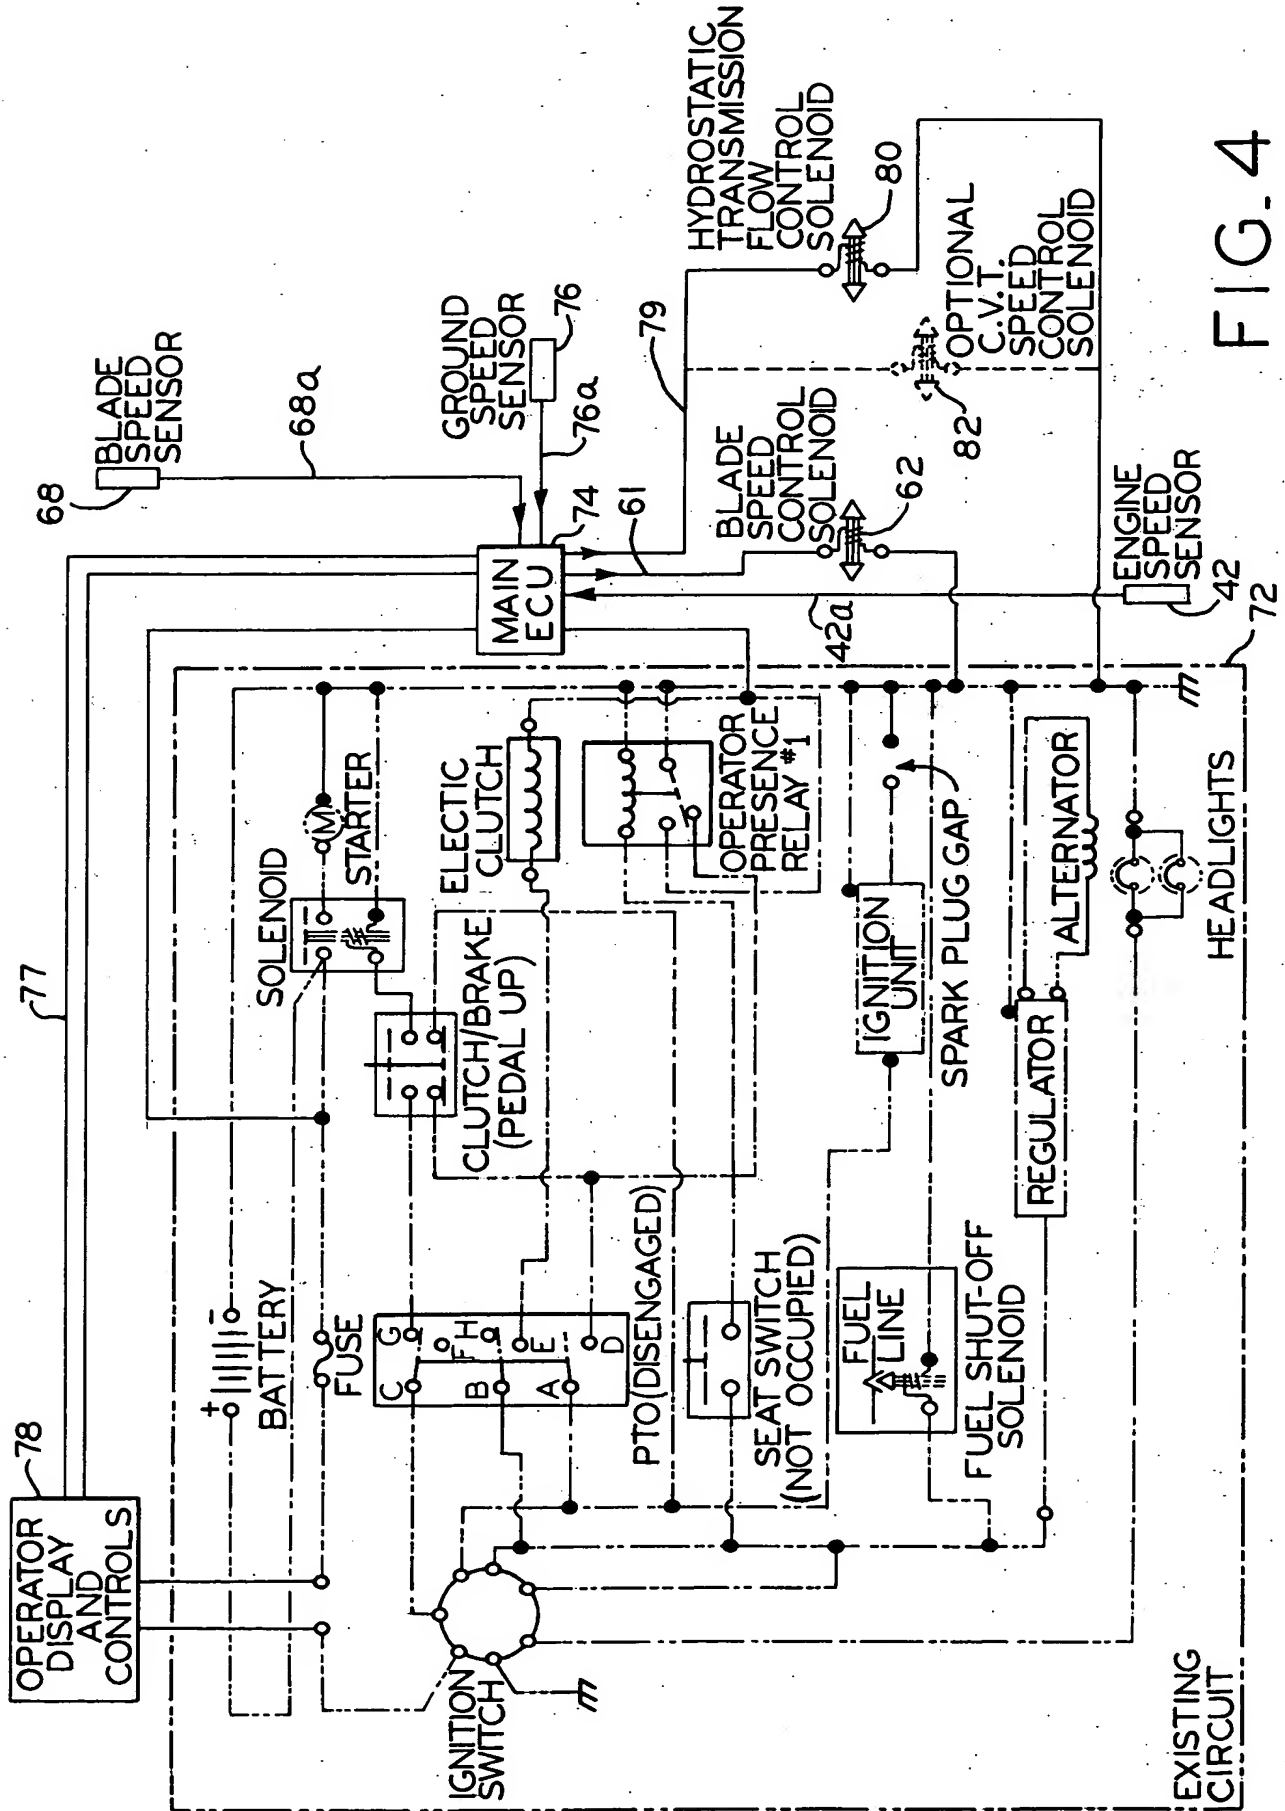 OPERATOR
DISPLAY
AND
CONTROLS
78
77
68
BLADE
SPEED
SENSOR
68a
GROUND
SPEED
SENSOR
76
76a
MAIN
ECU
74
61
79
HYDROSTATIC
TRANSMISSION
FLOW
CONTROL
SOLENOID
80
BLADE
SPEED
CONTROL
SOLENOID
62
82
OPTIONAL
C.V.T.
SPEED
CONTROL
SOLENOID
42a
ENGINE
SPEED
SENSOR
42
72
+
-
BATTERY
FUSE
SOLENOID
M
STARTER
CLUTCH/BRAKE
(PEDAL UP)
ELECTIC
CLUTCH
OPERATOR
PRESENCE
RELAY #1
C
G
F
B
H
E
A
D
PTO(DISENGAGED)
SEAT SWITCH
(NOT OCCUPIED)
IGNITION
SWITCH
IGNITION
UNIT
SPARK PLUG GAP
FUEL
LINE
FUEL SHUT-OFF
SOLENOID
REGULATOR
ALTERNATOR
HEADLIGHTS
EXISTING
CIRCUIT
FIG. 4